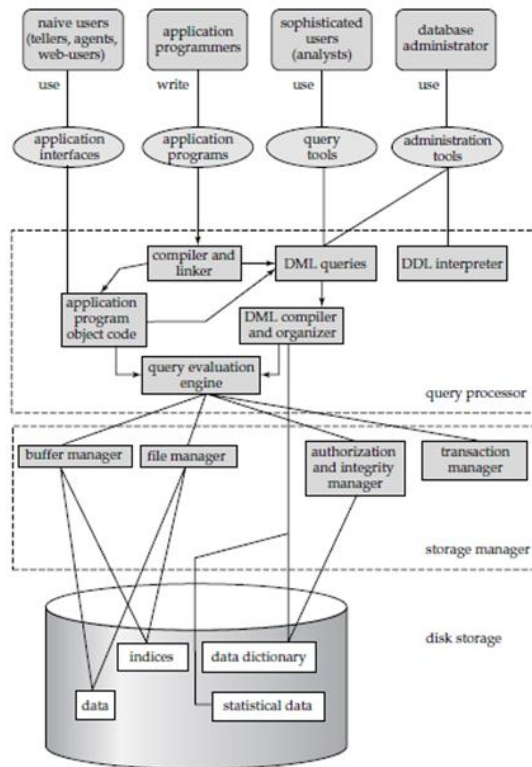 naive users
(tellers, agents,
web-users)
application
programmers
sophisticated
users
(analysts)
database
administrator
use
write
use
use
application
interfaces
application
programs
query
tools
administration
tools
compiler and
linker
DML queries
DDL interpreter
application
program
object code
DML compiler
and organizer
query evaluation
engine
query processor
buffer manager
file manager
authorization
and integrity
manager
transaction
manager
storage manager
disk storage
indices
data dictionary
data
statistical data